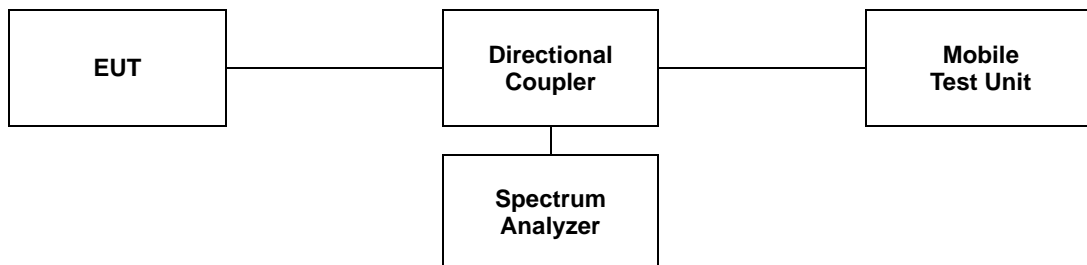 EUT
Directional
Coupler
Mobile
Test Unit
Spectrum
Analyzer